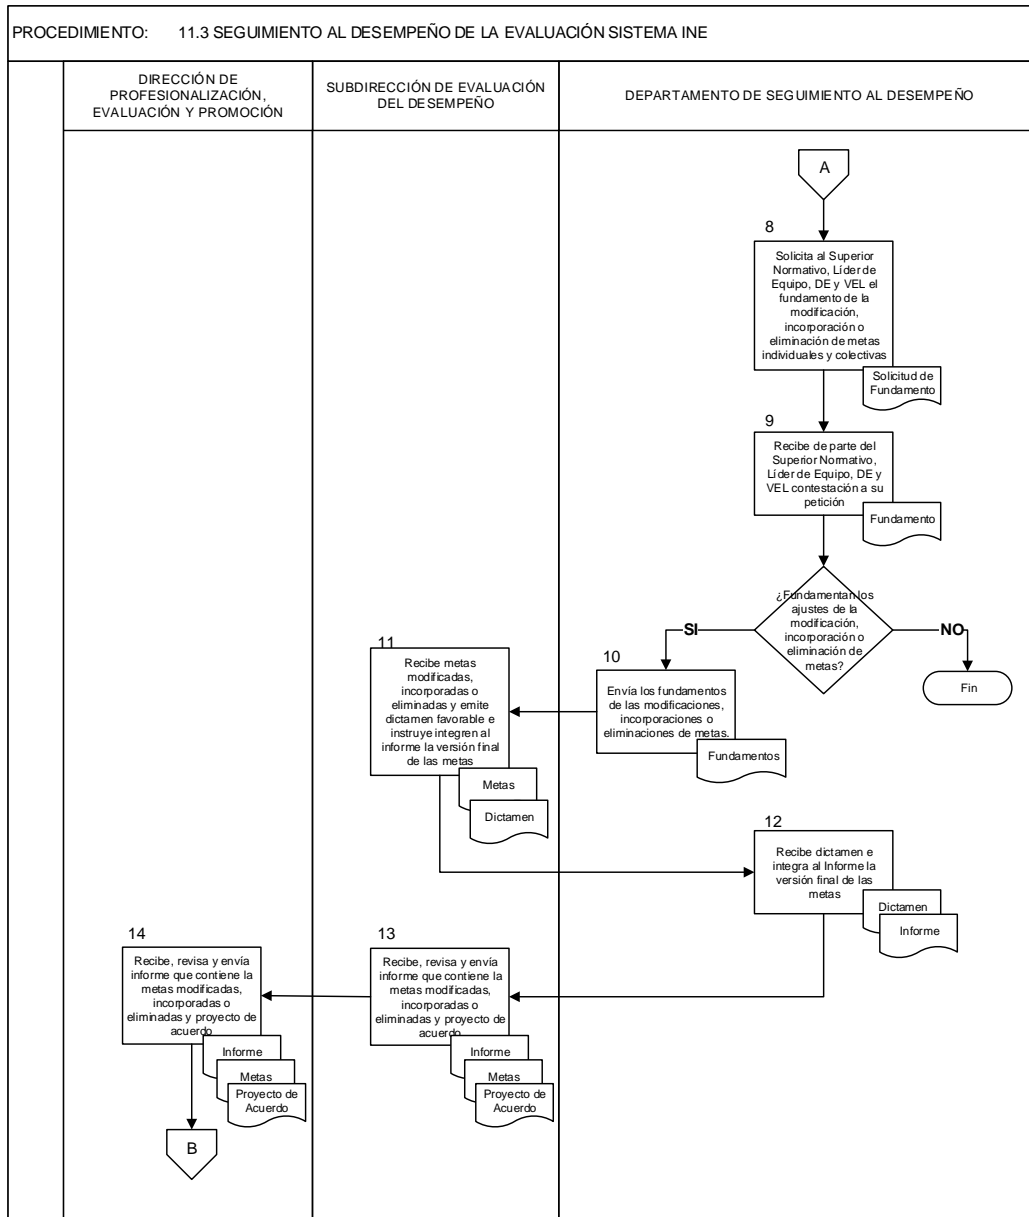 PROCEDIMIENTO: 11.3 SEGUIMIENTO AL DESEMPEÑO DE LA EVALUACIÓN SISTEMA INE
DIRECCIÓN DE
PROFESIONALIZACIÓN,
EVALUACIÓN Y PROMOCIÓN
SUBDIRECCIÓN DE EVALUACIÓN
DEL DESEMPEÑO
DEPARTAMENTO DE SEGUIMIENTO AL DESEMPEÑO
A
8
Solicita al Superior
Normativo, Líder de
Equipo, DE y VEL el
fundamento de la
modificación,
incorporación o
eliminación de metas
individuales y colectivas
Solicitud de
Fundamento
9
Recibe de parte del
Superior Normativo,
Líder de Equipo, DE y
VEL contestación a su
petición
Fundamento
¿Fundamentan los
ajustes de la
modificación,
incorporación o
eliminación de
metas?
SI
NO
Fin
10
Envía los fundamentos
de las modificaciones,
incorporaciones o
eliminaciones de metas.
Fundamentos
11
Recibe metas
modificadas,
incorporadas o
eliminadas y emite
dictamen favorable e
instruye integren al
informe la versión final
de las metas
Metas
Dictamen
12
Recibe dictamen e
integra al Informe la
versión final de las
metas
Dictamen
Informe
13
Recibe, revisa y envía
informe que contiene la
metas modificadas,
incorporadas o
eliminadas y proyecto de
acuerdo
Informe
Metas
Proyecto de
Acuerdo
14
Recibe, revisa y envía
informe que contiene la
metas modificadas,
incorporadas o
eliminadas y proyecto de
acuerdo
Informe
Metas
Proyecto de
Acuerdo
B